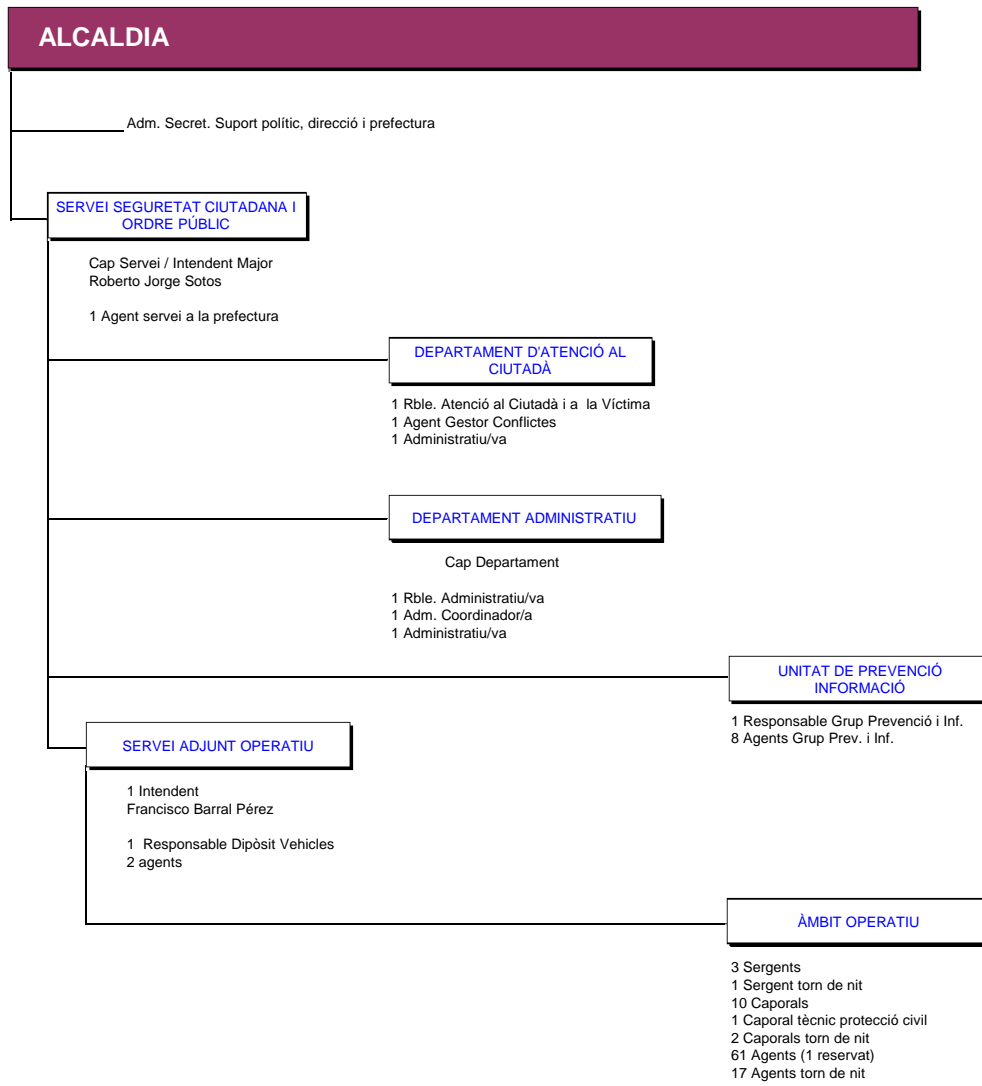 ALCALDIA
Adm. Secret. Suport polític, direcció i prefectura
SERVEI SEGURETAT CIUTADANA I
ORDRE PÚBLIC
Cap Servei / Intendent Major
Roberto Jorge Sotos
1 Agent servei a la prefectura
DEPARTAMENT D'ATENCIÓ AL
CIUTADÀ
1 Rble. Atenció al Ciutadà i a la Víctima
1 Agent Gestor Conflictes
1 Administratiu/va
DEPARTAMENT ADMINISTRATIU
Cap Departament
1 Rble. Administratiu/va
1 Adm. Coordinador/a
1 Administratiu/va
UNITAT DE PREVENCIÓ
INFORMACIÓ
1 Responsable Grup Prevenció i Inf.
8 Agents Grup Prev. i Inf.
SERVEI ADJUNT OPERATIU
1 Intendent
Francisco Barral Pérez
1 Responsable Dipòsit Vehicles
2 agents
ÀMBIT OPERATIU
3 Sergents
1 Sergent torn de nit
10 Caporals
1 Caporal tècnic protecció civil
2 Caporals torn de nit
61 Agents (1 reservat)
17 Agents torn de nit